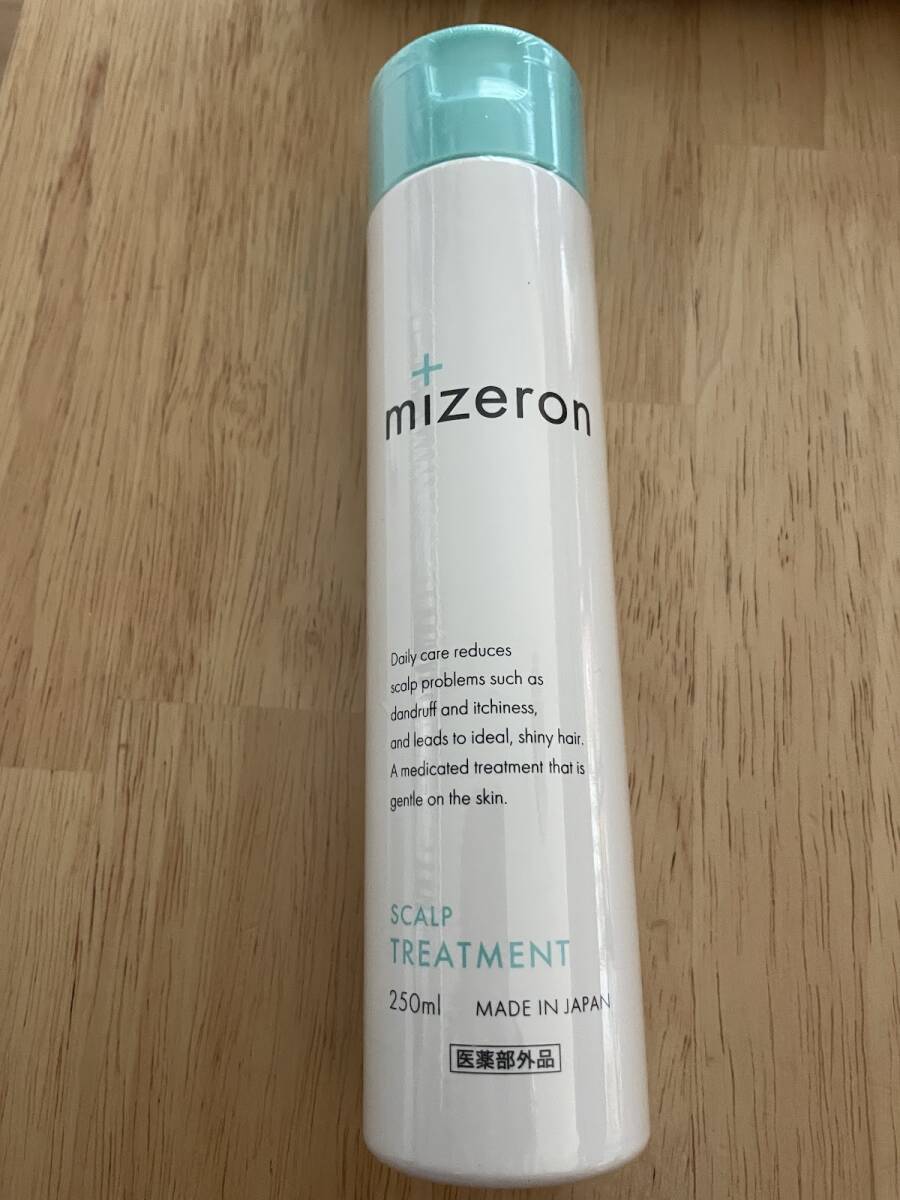 mizeron
Daily care reduces
scalp problems such as
dandruff and itchiness,
and leads to ideal, shiny hair.
A medicated treatment that is
gentle on the skin.
SCALP
TREATMENT
250ml MADE IN JAPAN
医薬部外品